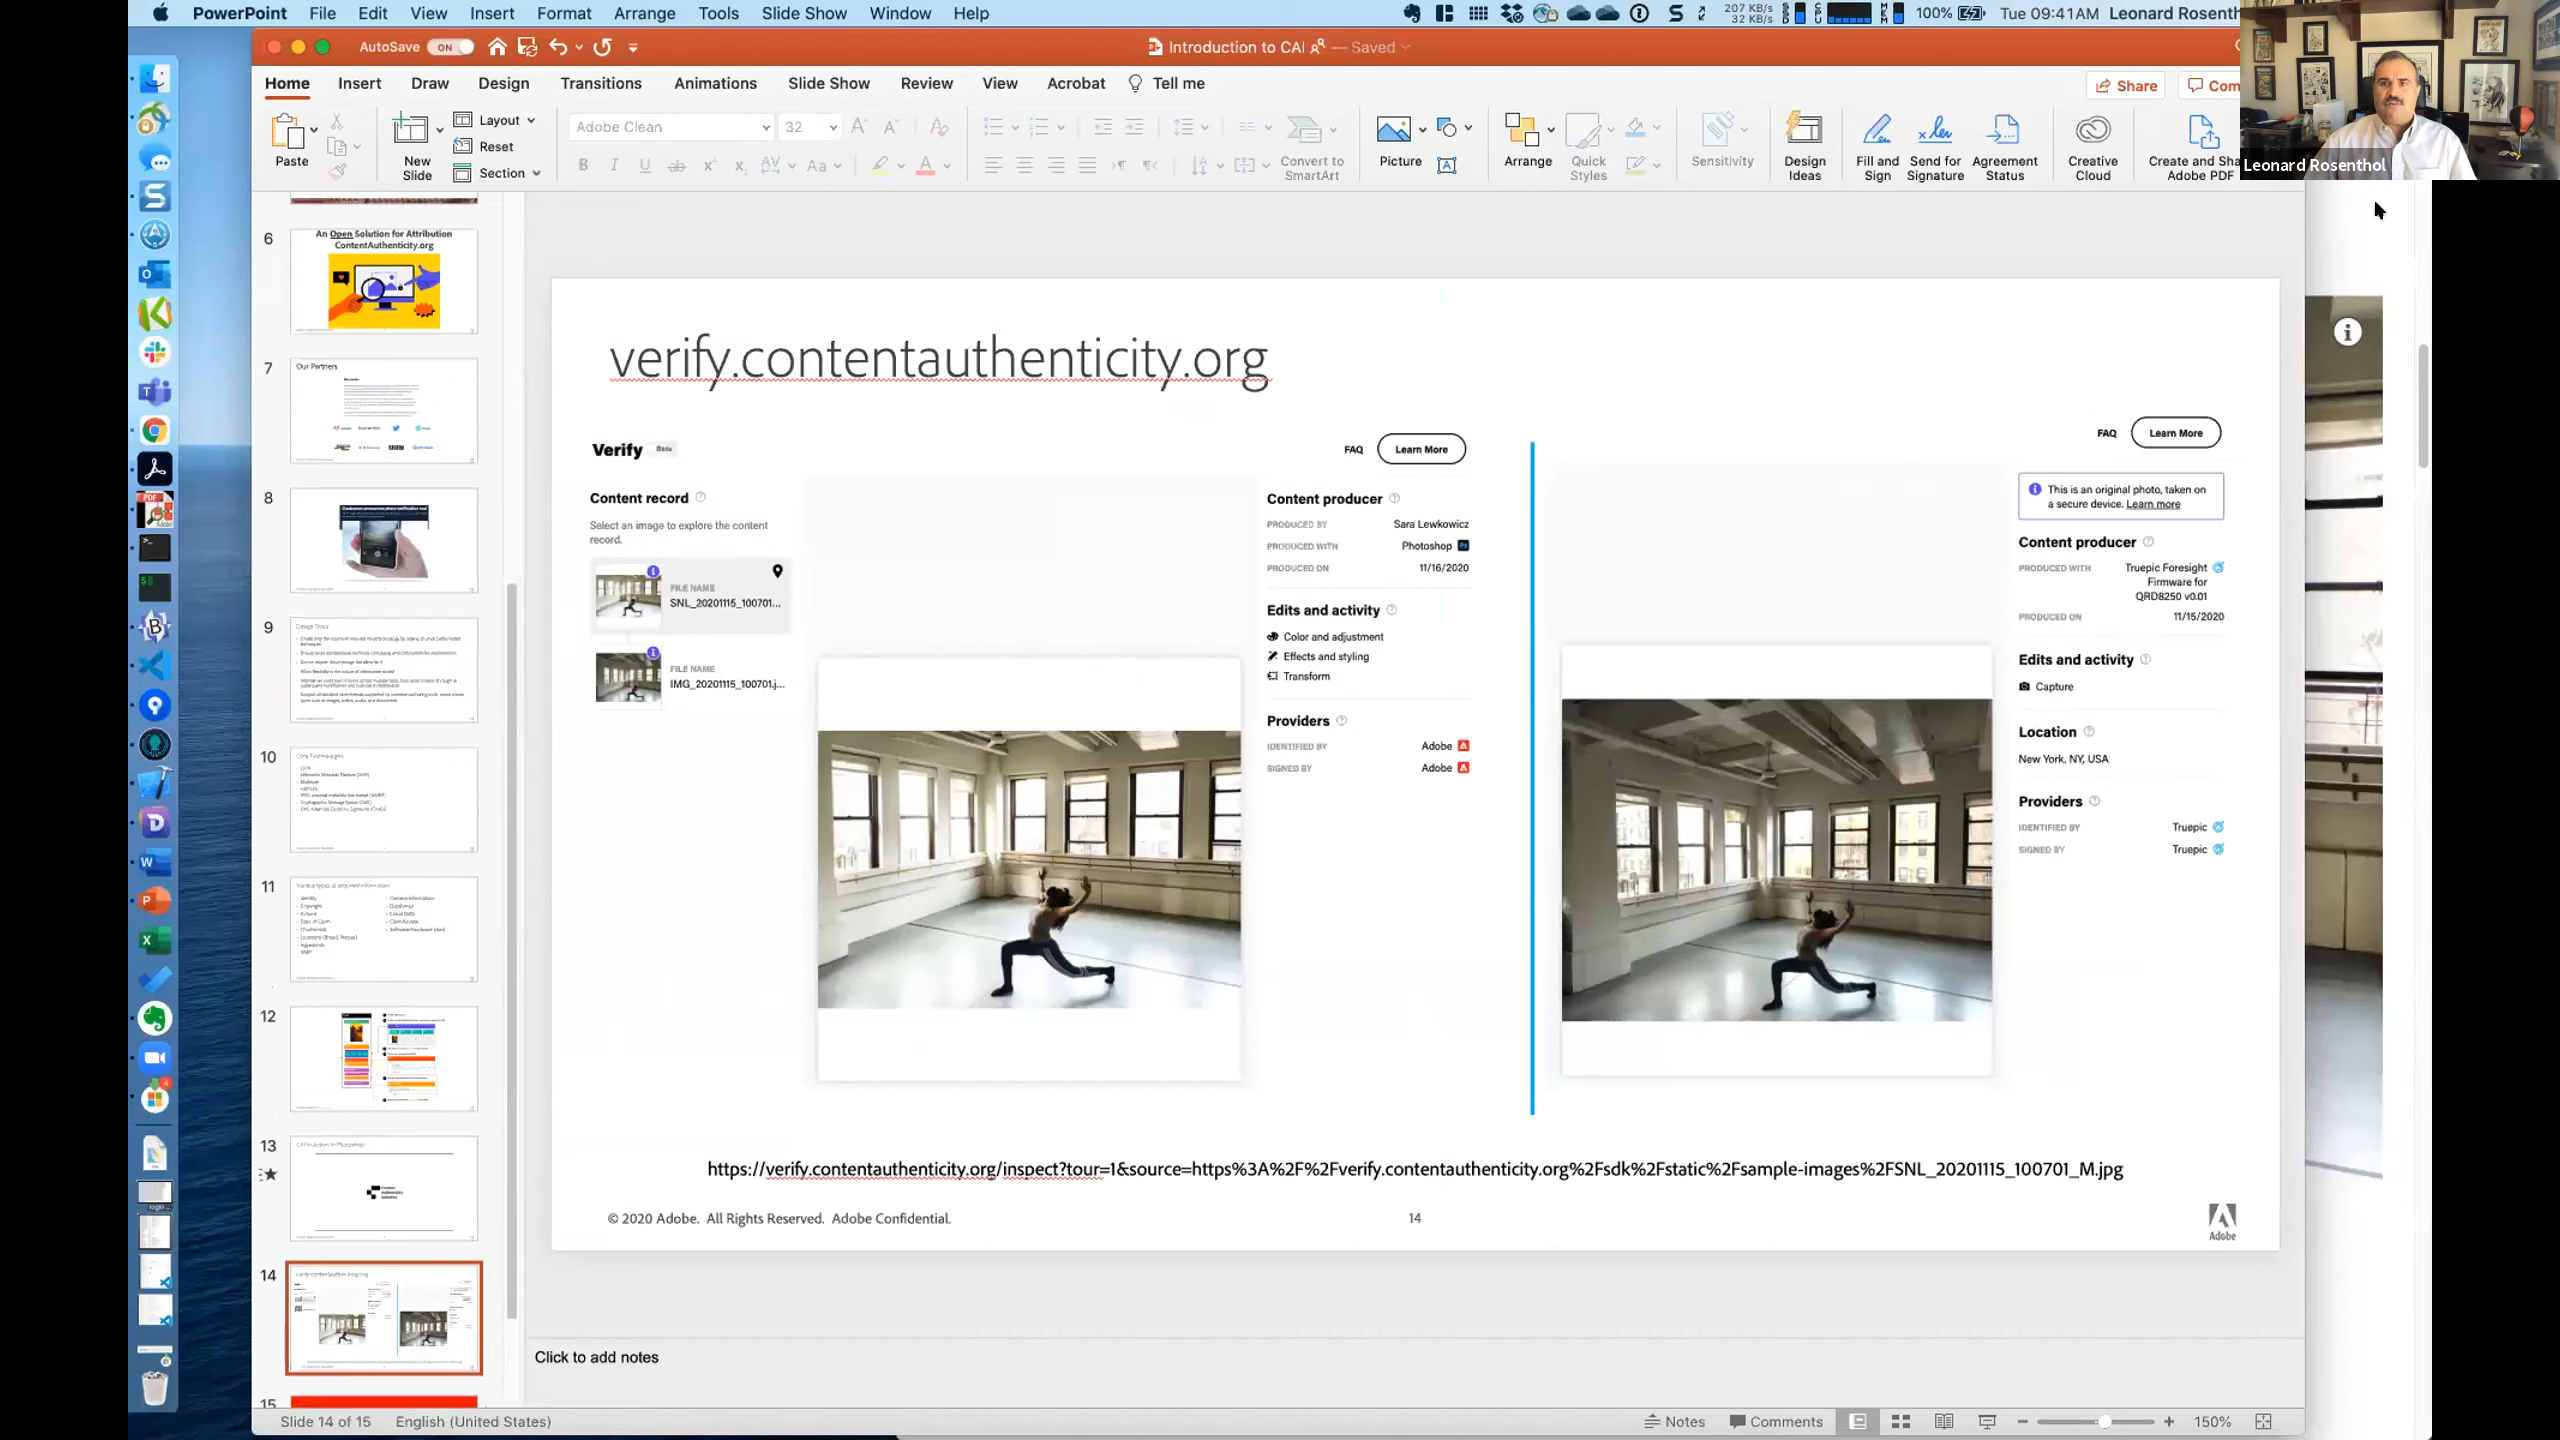 PowerPoint File Edit View Insert Format Arrange Tools Slide Show Window Help
207 KB/s
32 KB/s
100% Tue 09:41AM Leonard Rosenth
AutoSave ON
Introduction to CAI — Saved
Home Insert Draw Design Transitions Animations Slide Show Review View Acrobat Tell me
Share Com
Paste
New
Slide
Layout
Reset
Section
Adobe Clean 32
Convert to
SmartArt
Picture
Arrange
Quick
Styles
Sensitivity
Design
Ideas
Fill and
Sign
Send for
Signature
Agreement
Status
Creative
Cloud
Create and Sha
Adobe PDF
Leonard Rosenthol
6
An Open Solution for Attribution
ContentAuthenticity.org
7
Our Partners
8
9
10
11
12
13
14
15
verify.contentauthenticity.org
Verify Beta
FAQ Learn More
Content record
Select an image to explore the content
record.
FILE NAME
SNL_20201115_100701...
FILE NAME
IMG_20201115_100701.j...
Content producer
PRODUCED BY Sara Lewkowicz
PRODUCED WITH Photoshop
PRODUCED ON 11/16/2020
Edits and activity
Color and adjustment
Effects and styling
Transform
Providers
IDENTIFIED BY Adobe
SIGNED BY Adobe
FAQ Learn More
This is an original photo, taken on
a secure device. Learn more
Content producer
PRODUCED WITH Truepic Foresight
Firmware for
QRD8250 v0.01
PRODUCED ON 11/15/2020
Edits and activity
Capture
Location
New York, NY, USA
Providers
IDENTIFIED BY Truepic
SIGNED BY Truepic
https://verify.contentauthenticity.org/inspect?tour=1&source=https%3A%2F%2Fverify.contentauthenticity.org%2Fsdk%2Fstatic%2Fsample-images%2FSNL_20201115_100701_M.jpg
© 2020 Adobe. All Rights Reserved. Adobe Confidential.
14
Adobe
Click to add notes
Slide 14 of 15 English (United States)
Notes Comments 150%